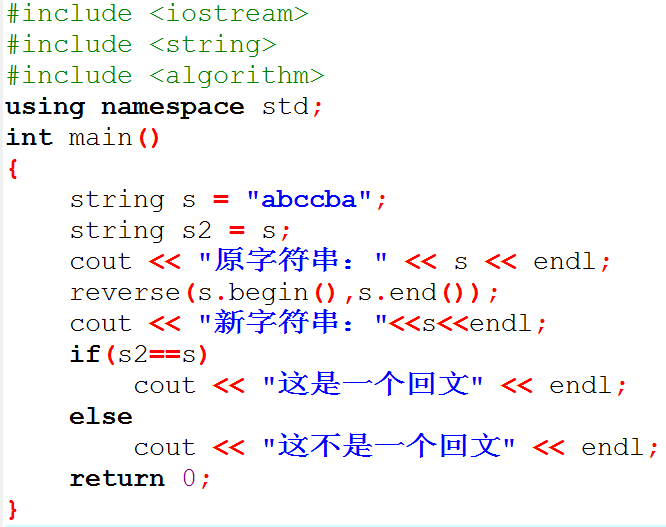 #include <iostream>
#include <string>
#include <algorithm>
using namespace std;
int main()
{
    string s = "abccba";
    string s2 = s;
    cout << "原字符串：" << s << endl;
    reverse(s.begin(),s.end());
    cout << "新字符串："<<s<<endl;
    if(s2==s)
        cout << "这是一个回文" << endl;
    else
        cout << "这不是一个回文" << endl;
    return 0;
}